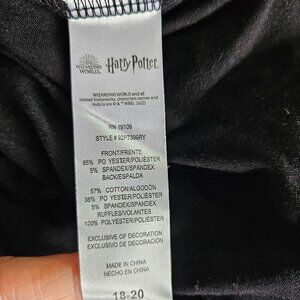 WIZARDING
WORLD
Harry Potter
WIZARDING WORLD and all
related trademarks, characters, names and
indicia are © & ™ WBEI. (s22)
RN 19109
STYLE # 92P7399RY
FRONT/FRENTE
95% POLYESTER/POLIÉSTER
5% SPANDEX/SPANDEX
BACK/ESPALDA
57% COTTON/ALGODÓN
38% POLYESTER/POLIÉSTER
5% SPANDEX/SPANDEX
RUFFLES/VOLANTES
100% POLYESTER/POLIÉSTER
EXCLUSIVE OF DECORATION
EXCLUSIVO DE DECORACIÓN
MADE IN CHINA
HECHO EN CHINA
18-20